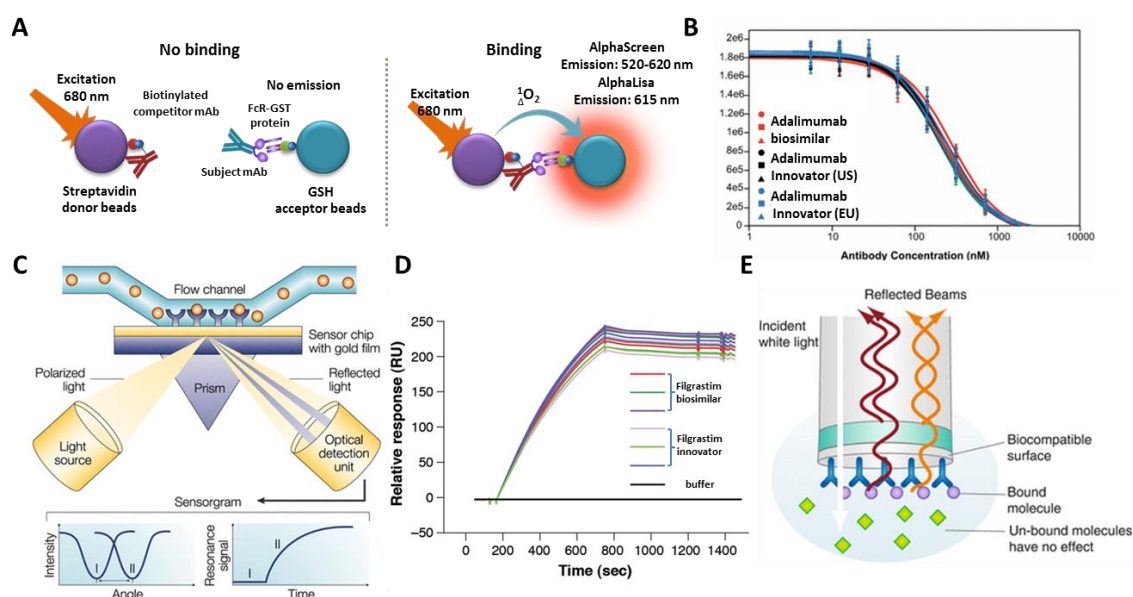 A
No binding
Excitation
680 nm
Biotinylated
competitor mAb
No emission
FcR-GST
protein
Subject mAb
Streptavidin
donor beads
GSH
acceptor beads
Binding
Excitation
680 nm
1
Δ
O2
AlphaScreen
Emission: 520-620 nm
AlphaLisa
Emission: 615 nm
B
2e6
1.8e6
1.6e6
1.4e6
1.2e6
1e6
8e5
6e5
4e5
2e5
0
Adalimumab
biosimilar
Adalimumab
Innovator (US)
Adalimumab
Innovator (EU)
1
10
100
1000
10000
Antibody Concentration (nM)
C
Flow channel
Sensor chip
with gold film
Polarized
light
Prism
Reflected
light
Light
source
Optical
detection
unit
Sensorgram
Intensity
I
II
Angle
Resonance
signal
I
II
Time
D
Relative response (RU)
250
200
150
100
50
0
−50
Filgrastim
biosimilar
Filgrastim
innovator
buffer
0
200
400
600
800
1000
1200
1400
Time (sec)
E
Reflected Beams
Incident
white light
Biocompatible
surface
Bound
molecule
Un-bound molecules
have no effect